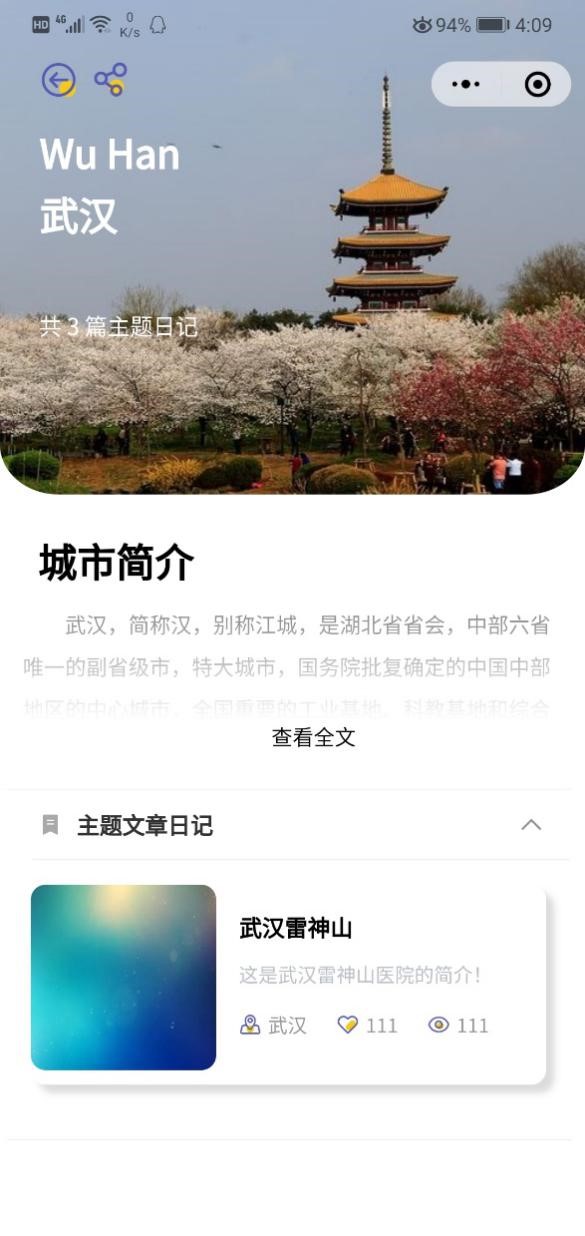 HD 4G 0 K/s 94% 4:09
Wu Han
武汉
共 3 篇主题日记
城市简介
武汉，简称汉，别称江城，是湖北省省会，中部六省
唯一的副省级市，特大城市，国务院批复确定的中国中部
地区的中心城市，全国重要的工业基地、科教基地和综合
查看全文
主题文章日记
武汉雷神山
这是武汉雷神山医院的简介！
武汉 111 111